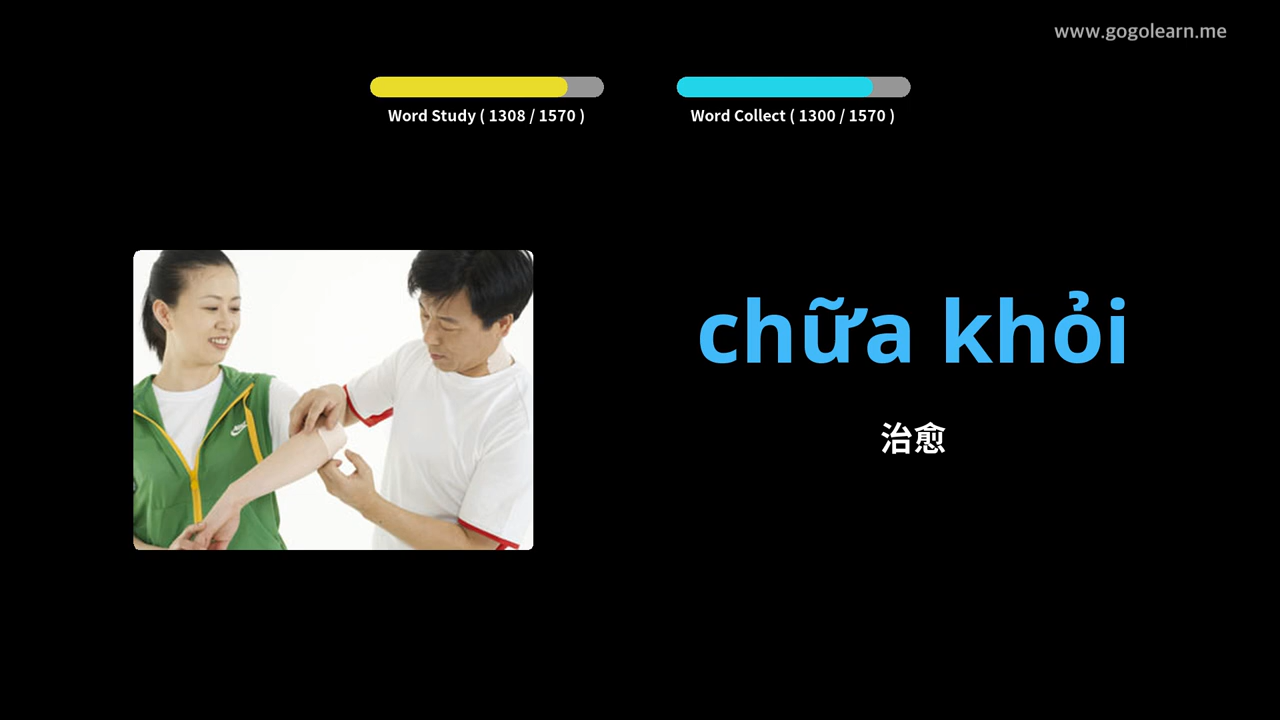 www.gogolearn.me
Word Study ( 1308 / 1570 )
Word Collect ( 1300 / 1570 )
chữa khỏi
治愈